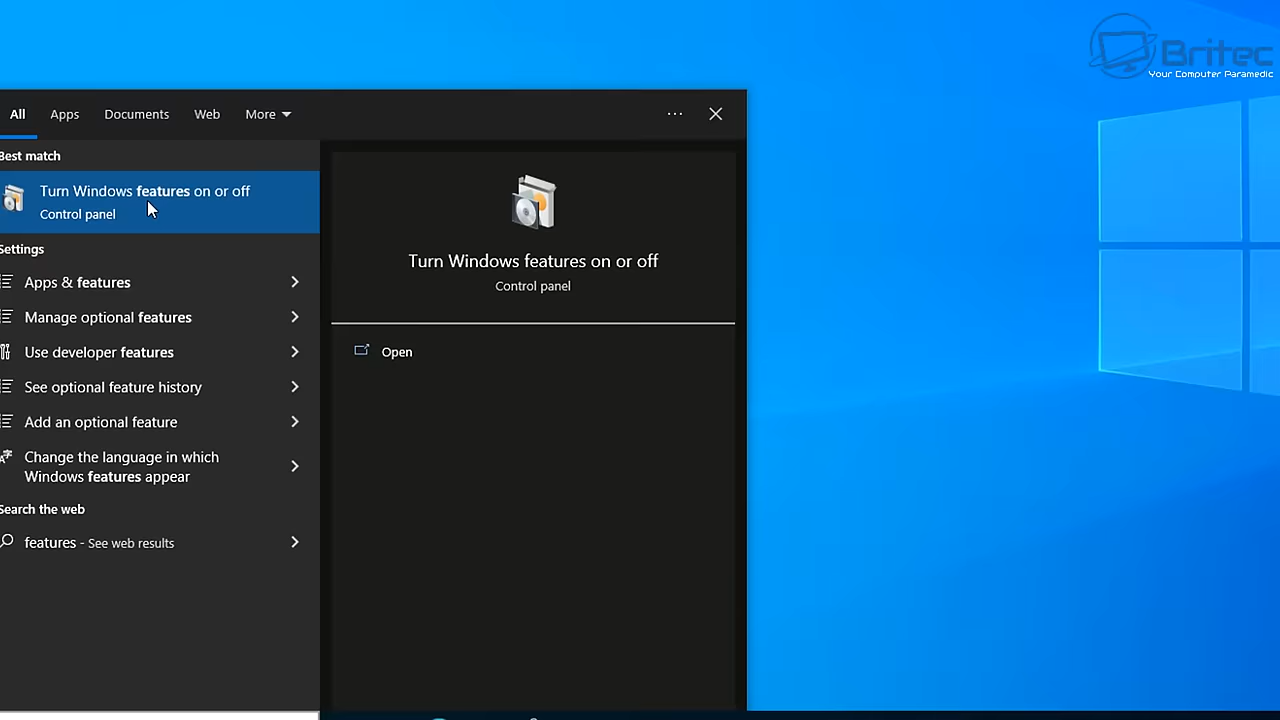 Britec
Your Computer Paramedic
All Apps Documents Web More
Best match
Turn Windows features on or off
Control panel
Settings
Apps & features
Manage optional features
Use developer features
See optional feature history
Add an optional feature
Change the language in which
Windows features appear
Search the web
features - See web results
Turn Windows features on or off
Control panel
Open